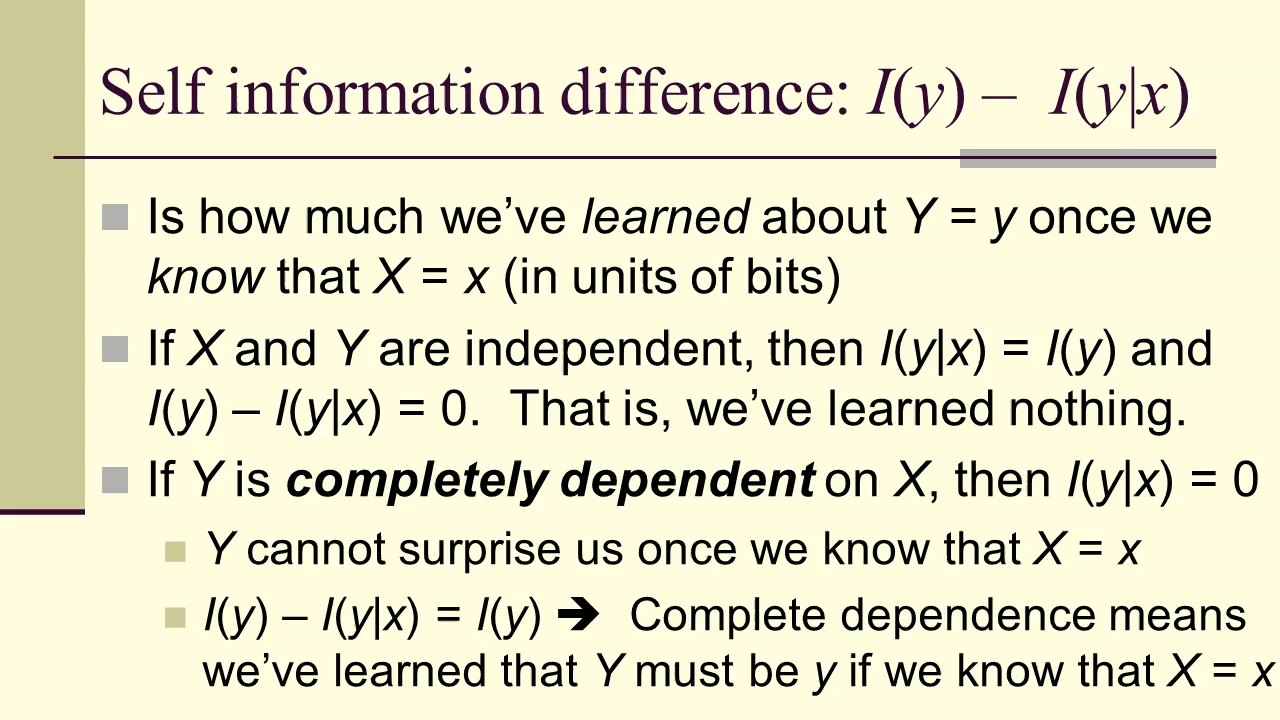 Self information difference: I(y) – I(y|x)
Is how much we’ve learned about Y = y once we
know that X = x (in units of bits)
If X and Y are independent, then I(y|x) = I(y) and
I(y) – I(y|x) = 0.  That is, we’ve learned nothing.
If Y is completely dependent on X, then I(y|x) = 0
Y cannot surprise us once we know that X = x
I(y) – I(y|x) = I(y) ➔  Complete dependence means
we’ve learned that Y must be y if we know that X = x